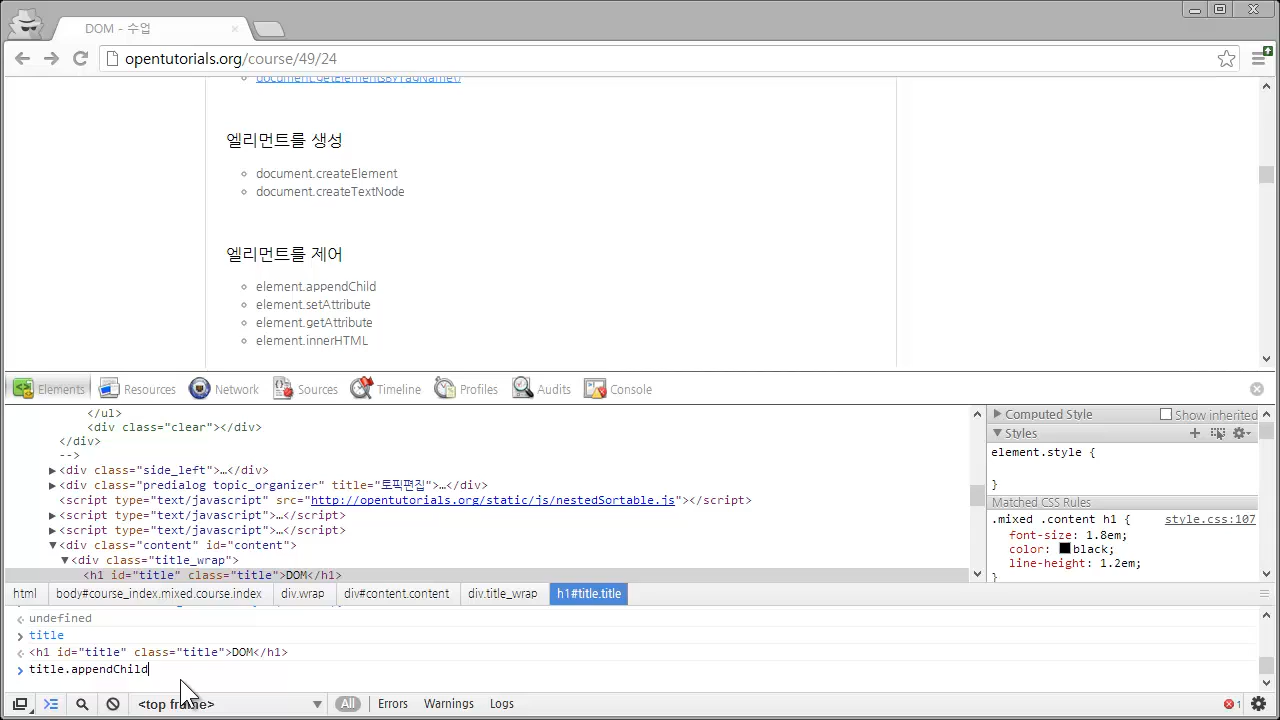 DOM - 수업
opentutorials.org/course/49/24
document.getElementsByTagName()
엘리먼트를 생성
document.createElement
document.createTextNode
엘리먼트를 제어
element.appendChild
element.setAttribute
element.getAttribute
element.innerHTML
Elements Resources Network Sources Timeline Profiles Audits Console
</ul>
<div class="clear"></div>
</div>
-->
<div class="side_left">…</div>
<div class="predialog topic_organizer" title="토픽편집">…</div>
<script type="text/javascript" src="http://opentutorials.org/static/js/nestedSortable.js"></script>
<script type="text/javascript">…</script>
<script type="text/javascript">…</script>
<div class="content" id="content">
<div class="title_wrap">
<h1 id="title" class="title">DOM</h1>
Computed Style Show inherited
Styles
element.style {
}
Matched CSS Rules
.mixed .content h1 { style.css:107
font-size: 1.8em;
color: black;
line-height: 1.2em;
}
html body#course_index.mixed.course.index div.wrap div#content.content div.title_wrap h1#title.title
undefined
title
<h1 id="title" class="title">DOM</h1>
title.appendChild
<top frame> All Errors Warnings Logs 1